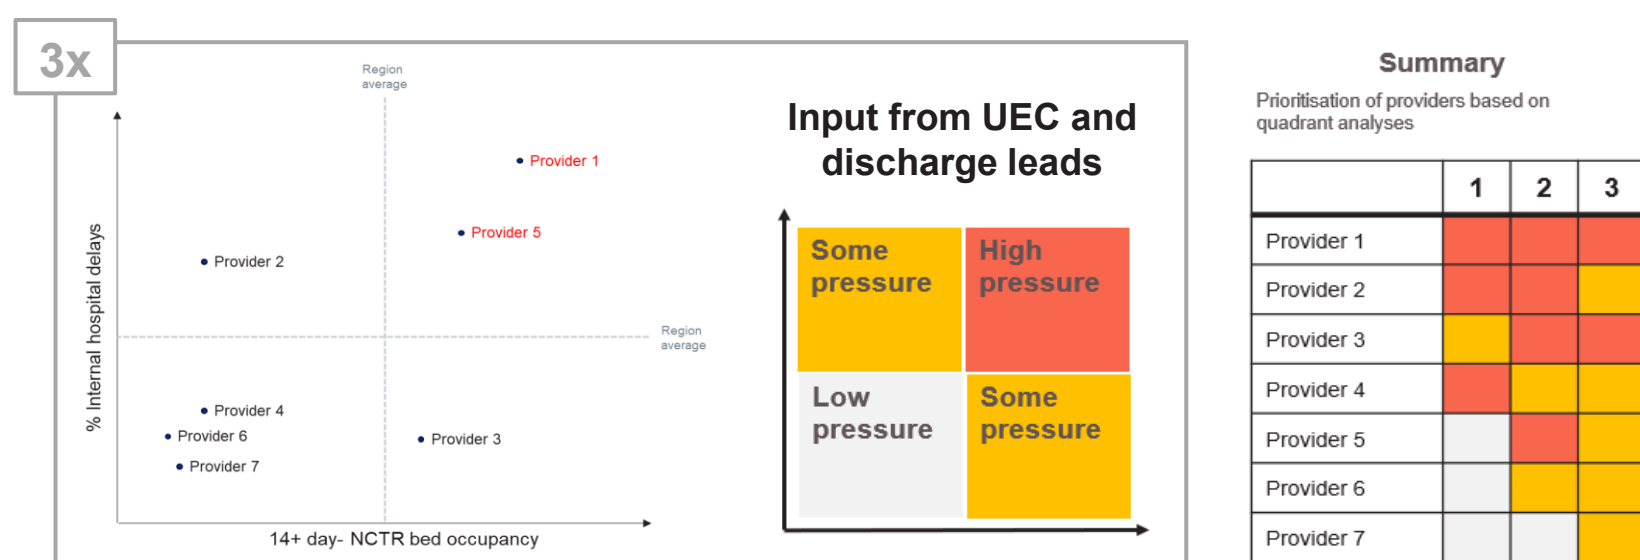 3x
Region
average
Provider 1
Provider 5
Provider 2
Region
average
Provider 4
Provider 6
Provider 3
Provider 7
% Internal hospital delays
14+ day- NCTR bed occupancy
Input from UEC and
discharge leads
Some
pressure
High
pressure
Low
pressure
Some
pressure
Summary
Prioritisation of providers based on
quadrant analyses
1 2 3
Provider 1
Provider 2
Provider 3
Provider 4
Provider 5
Provider 6
Provider 7